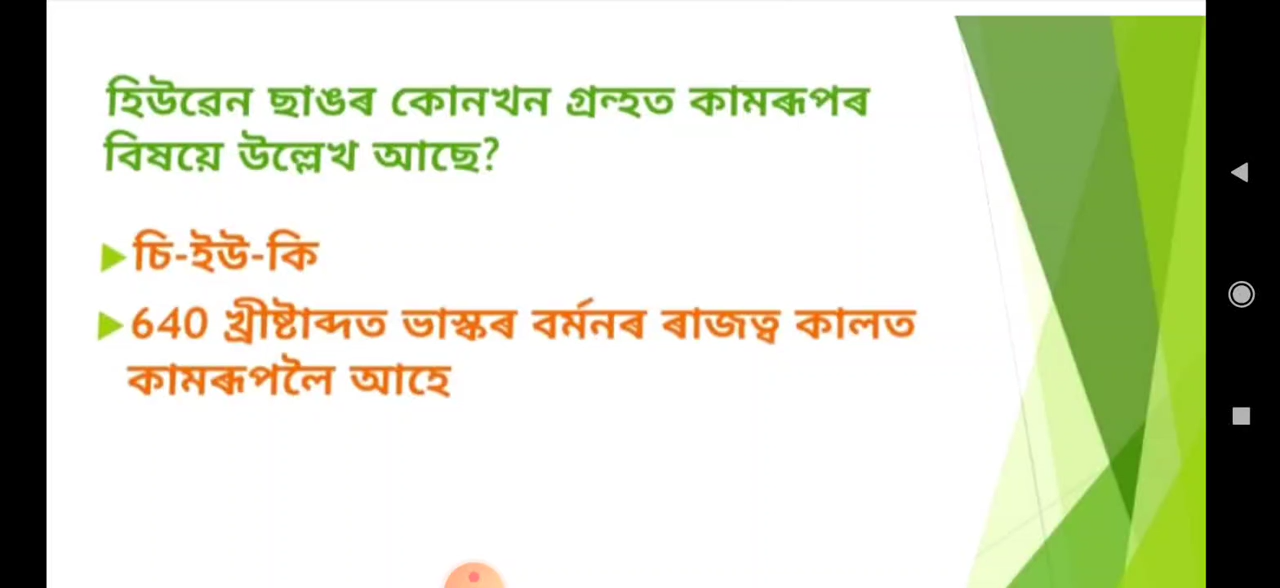 হিউৱেন ছাঙৰ কোনখন গ্ৰন্হত কামৰূপৰ
বিষয়ে উল্লেখ আছে?
চি-ইউ-কি
640 খ্ৰীষ্টাব্দত ভাস্কৰ বৰ্মনৰ ৰাজত্ব কালত
কামৰূপলৈ আহে